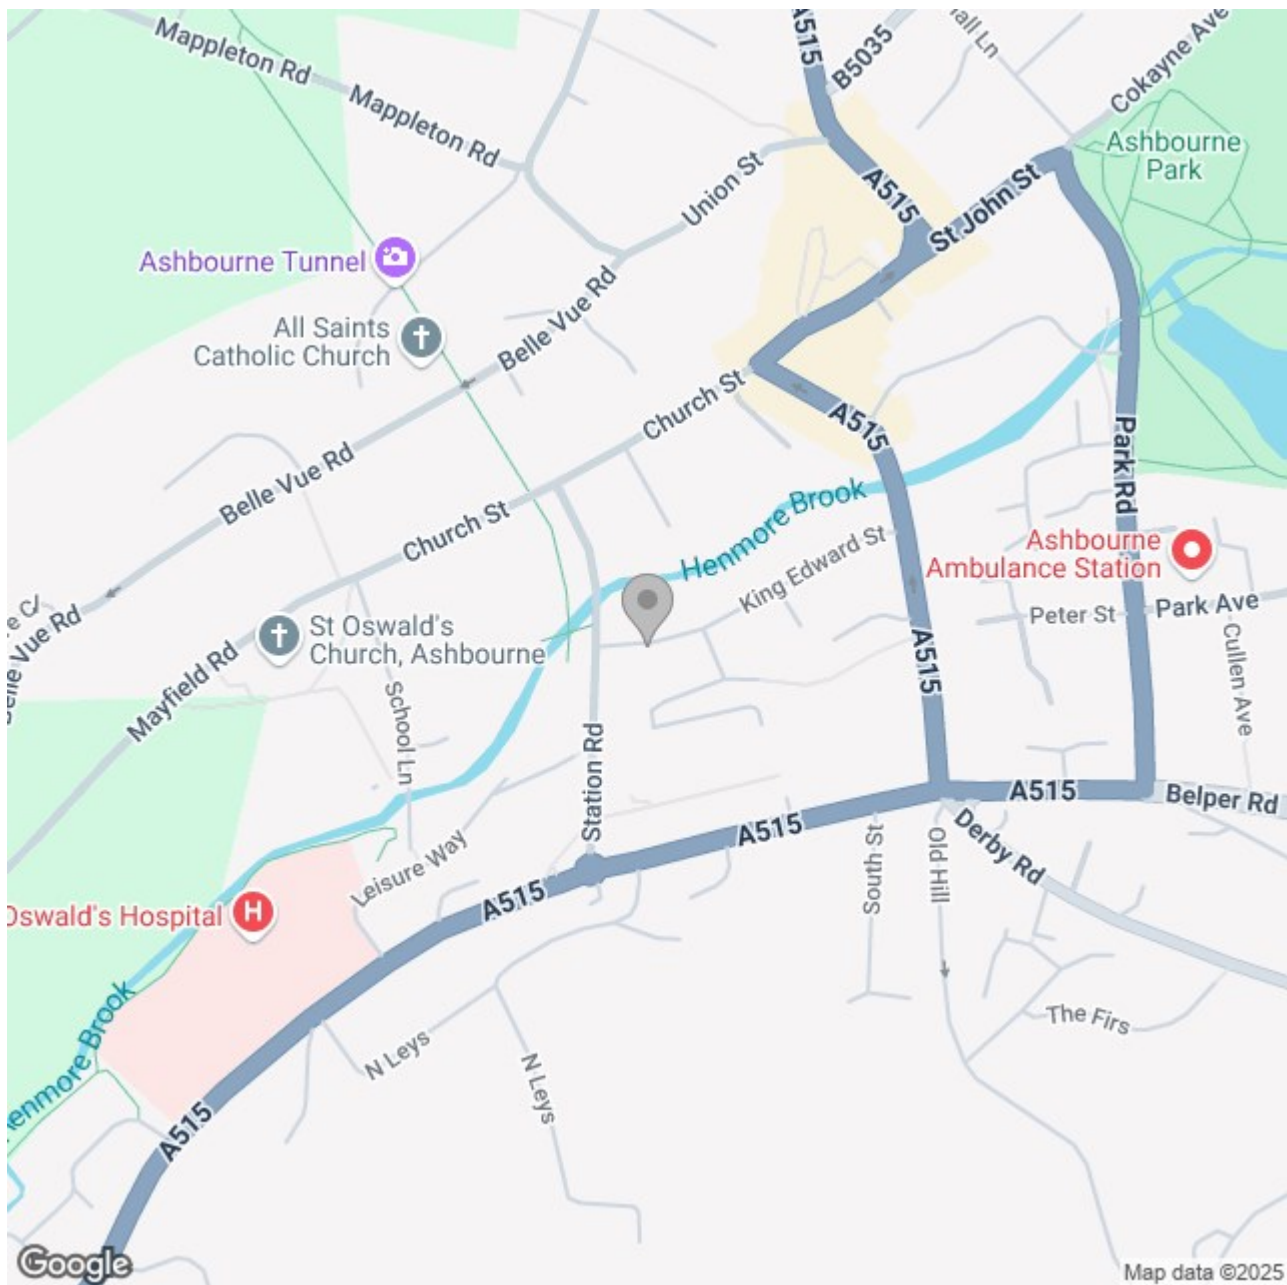 Mappleton Rd
Mappleton Rd
A515
B5035
Cokayne Ave
Ashbourne
Park
Union St
A515
St John St
Ashbourne Tunnel
All Saints
Catholic Church
Belle Vue Rd
Church St
A515
Park Rd
Belle Vue Rd
Church St
Henmore Brook
King Edward St
Ashbourne
Ambulance Station
Peter St
Park Ave
Belle Vue Rd
St Oswald's
Church, Ashbourne
Mayfield Rd
School Ln
A515
Cullen Ave
Station Rd
A515
Belper Rd
A515
Derby Rd
Old Hill
South St
Leisure Way
A515
Oswald's Hospital
The Firs
N Leys
N Leys
Henmore Brook
A515
Google
Map data ©2025